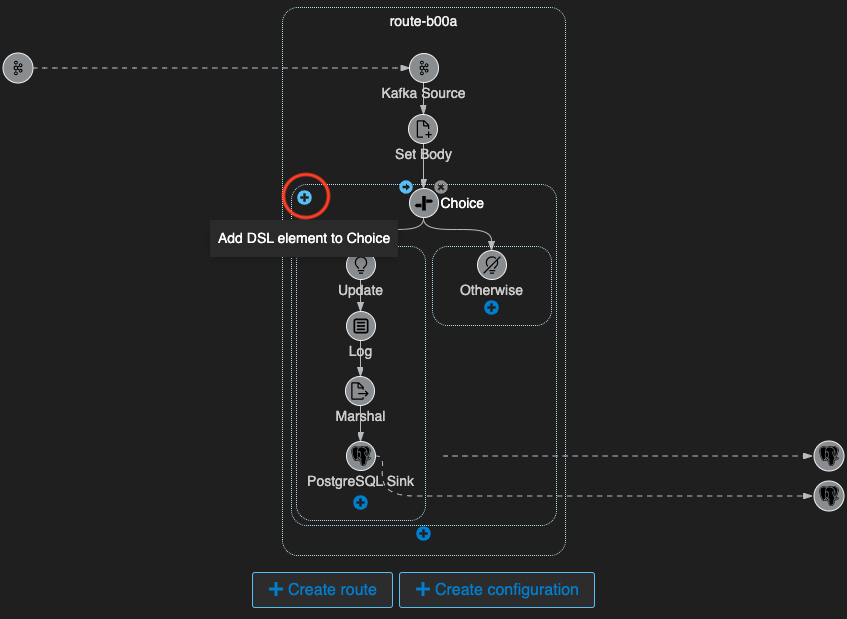 route-b00a
Kafka Source
Set Body
Choice
Add DSL element to Choice
Update
Otherwise
Log
Marshal
PostgreSQL Sink
Create route
Create configuration